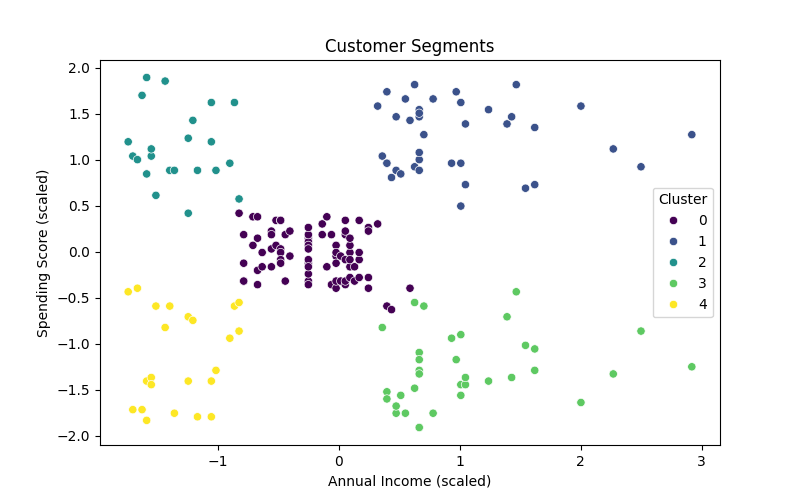 Customer Segments
2.0
1.5
1.0
0.5
0.0
−0.5
−1.0
−1.5
−2.0
Spending Score (scaled)
Cluster
0
1
2
3
4
−1 0 1 2 3
Annual Income (scaled)